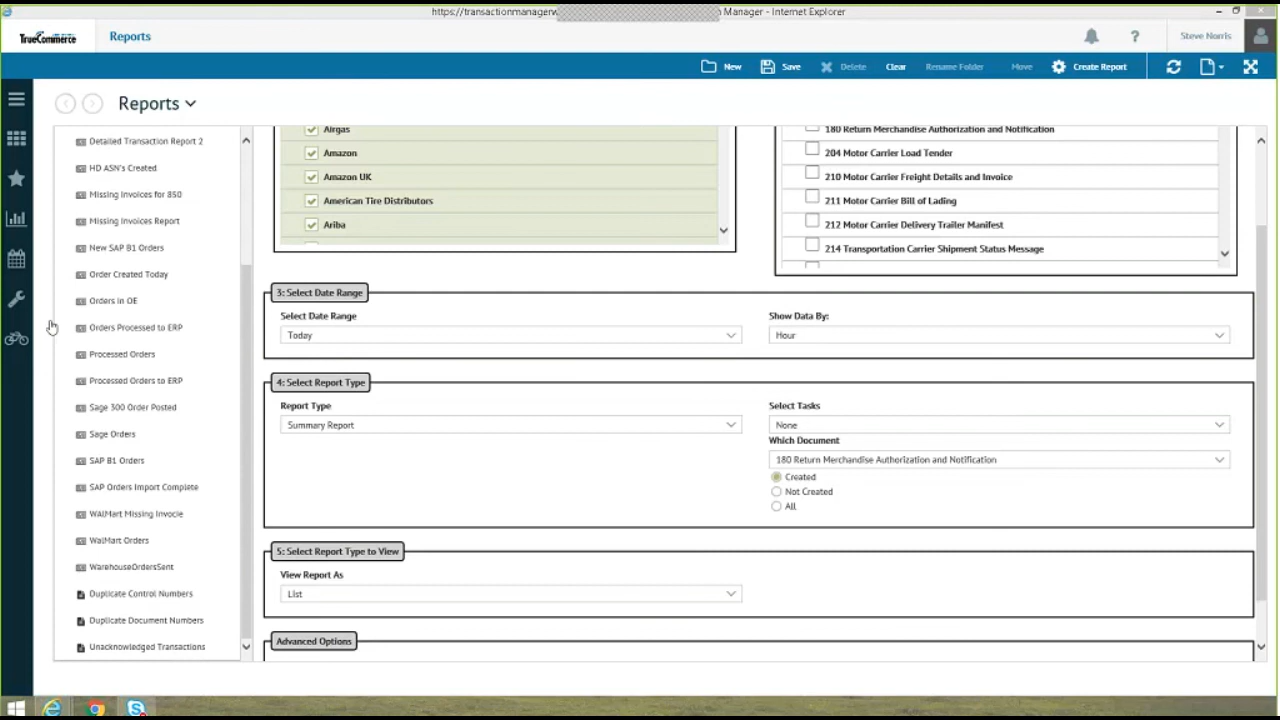 https://transactionmanagerw Manager - Internet Explorer
TrueCommerce
Reports
?
Steve Norris
New
Save
Delete
Clear
Rename Folder
Move
Create Report
Reports
Detailed Transaction Report 2
HD ASN's Created
Missing Invoices for 850
Missing Invoices Report
New SAP B1 Orders
Order Created Today
Orders in OE
Orders Processed to ERP
Processed Orders
Processed Orders to ERP
Sage 300 Order Posted
Sage Orders
SAP B1 Orders
SAP Orders Import Complete
WALMart Missing Invocie
WalMart Orders
WarehouseOrdersSent
Duplicate Control Numbers
Duplicate Document Numbers
Unacknowledged Transactions
Airgas
Amazon
Amazon UK
American Tire Distributors
Ariba
180 Return Merchandise Authorization and Notification
204 Motor Carrier Load Tender
210 Motor Carrier Freight Details and Invoice
211 Motor Carrier Bill of Lading
212 Motor Carrier Delivery Trailer Manifest
214 Transportation Carrier Shipment Status Message
3: Select Date Range
Select Date Range
Today
Show Data By:
Hour
4: Select Report Type
Report Type
Summary Report
Select Tasks
None
Which Document
180 Return Merchandise Authorization and Notification
Created
Not Created
All
5: Select Report Type to View
View Report As
List
Advanced Options